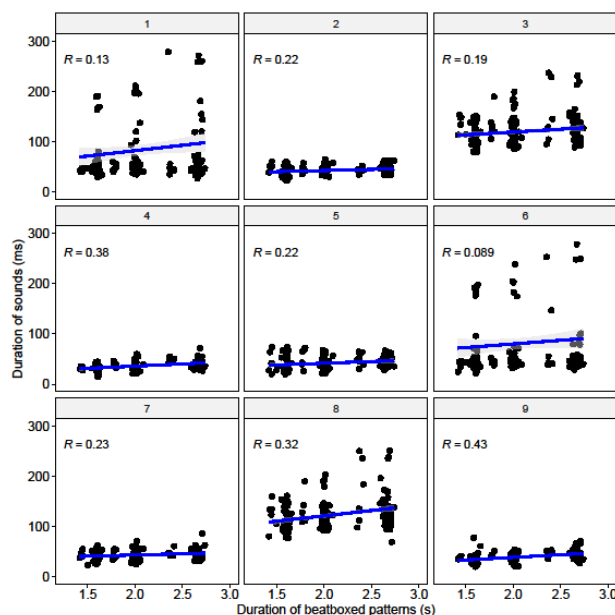 1 2 3
300
200
100
0
R = 0.13 R = 0.22 R = 0.19
4 5 6
300
200
100
0
R = 0.38 R = 0.22 R = 0.089
7 8 9
300
200
100
0
R = 0.23 R = 0.32 R = 0.43
Duration of sounds (ms)
1.5 2.0 2.5 3.0 1.5 2.0 2.5 3.0 1.5 2.0 2.5 3.0
Duration of beatboxed patterns (s)